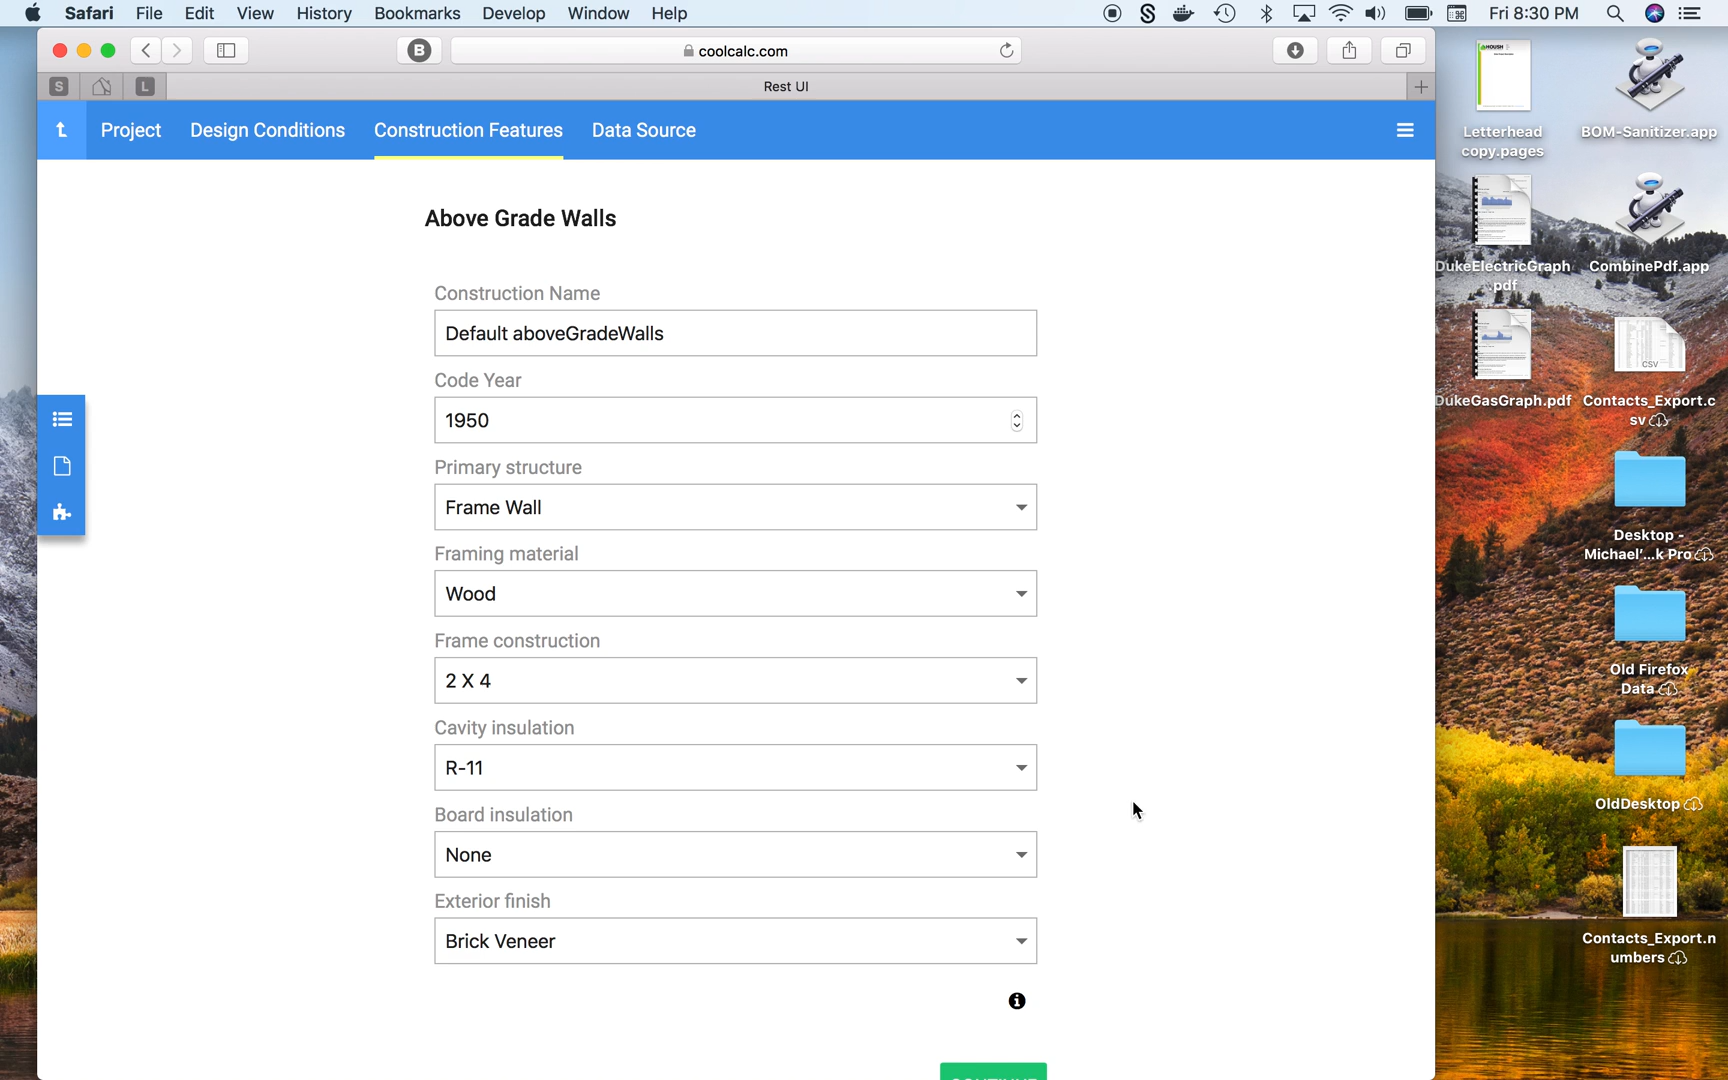 Safari File Edit View History Bookmarks Develop Window Help Fri 8:30 PM
B coolcalc.com
S L Rest UI
Project Design Conditions Construction Features Data Source
Above Grade Walls
Construction Name
Default aboveGradeWalls
Code Year
1950
Primary structure
Frame Wall
Framing material
Wood
Frame construction
2 X 4
Cavity insulation
R-11
Board insulation
None
Exterior finish
Brick Veneer
Letterhead
copy.pages
BOM-Sanitizer.app
DukeElectricGraph
.pdf
CombinePdf.app
DukeGasGraph.pdf
CSV
Contacts_Export.c
sv
Desktop -
Michael'...k Pro
Old Firefox
Data
OldDesktop
Contacts_Export.n
umbers